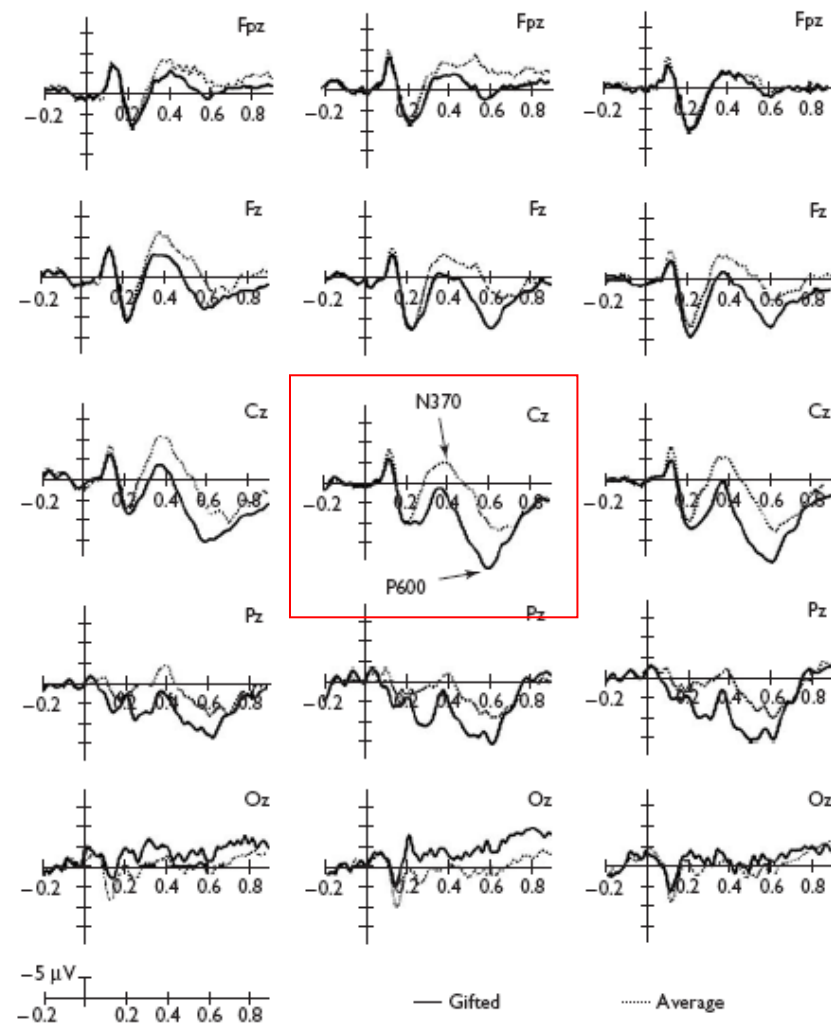 Fpz Fpz Fpz
−0.2 0.2 0.4 0.6 0.8 −0.2 0.2 0.4 0.6 0.8 −0.2 0.2 0.4 0.6 0.8
Fz Fz Fz
−0.2 0.2 0.4 0.6 0.8 −0.2 0.2 0.4 0.6 0.8 −0.2 0.2 0.4 0.6 0.8
N370
Cz Cz Cz
−0.2 0.2 0.4 0.6 0.8 −0.2 0.2 0.4 0.6 0.8 −0.2 0.2 0.4 0.6 0.8
P600
Pz Pz Pz
−0.2 0.2 0.4 0.6 0.8 −0.2 0.2 0.4 0.6 0.8 −0.2 0.2 0.4 0.6 0.8
Oz Oz Oz
−0.2 0.2 0.4 0.6 0.8 −0.2 0.2 0.4 0.6 0.8 −0.2 0.2 0.4 0.6 0.8
−5 µV
Gifted Average
−0.2 0.2 0.4 0.6 0.8